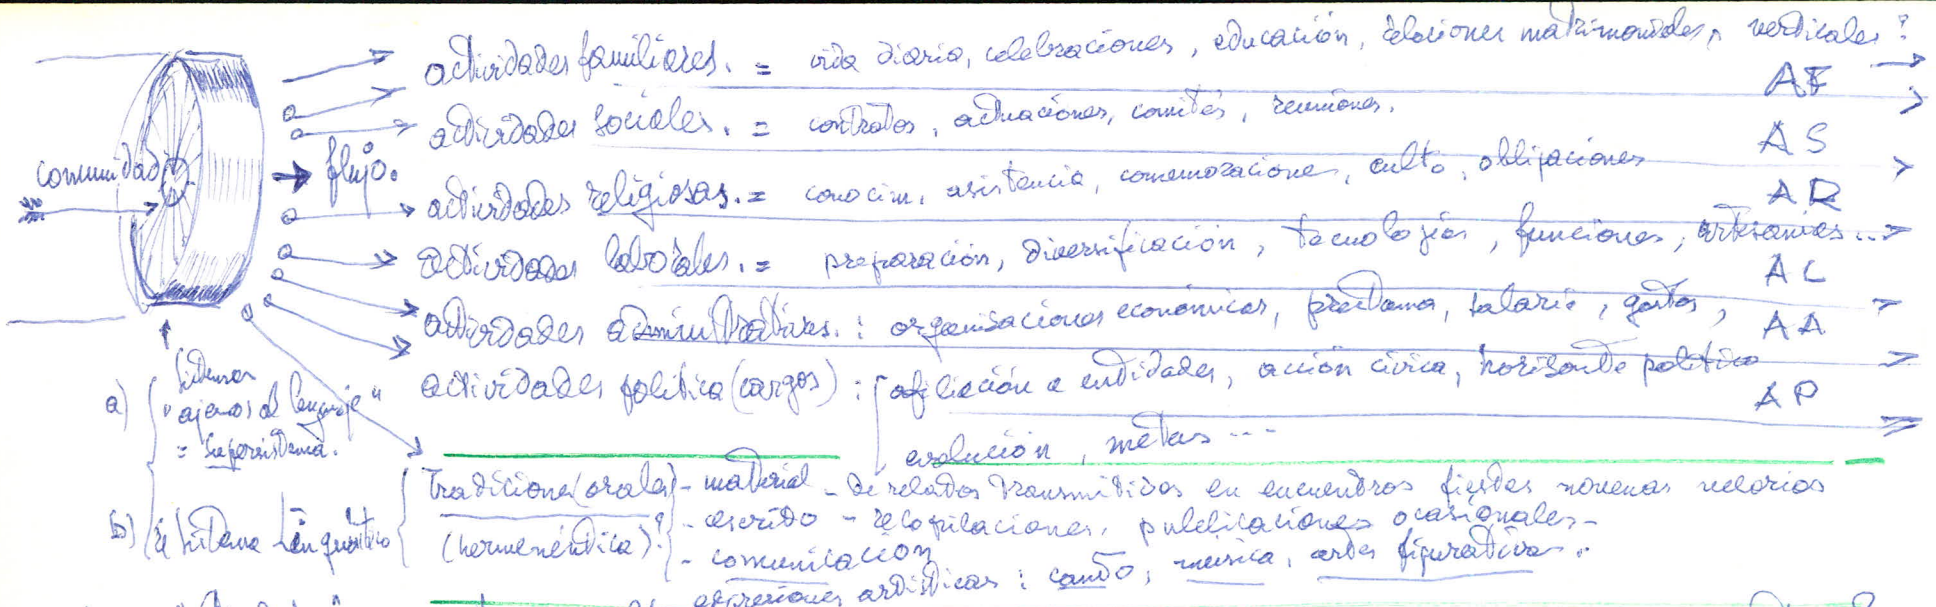 actividades familiares. = vida diaria, celebraciones, educación, relaciones matrimoniales, verticales?
AF
actividades sociales. = contratos, actuaciones, comités, reuniones.
AS
comunidad
flujo.
actividades religiosas. = conocim, asistencia, conmemoraciones, culto, obligaciones
AR
actividades laborales. = preparación, diversificación, tecnologías, funciones, artesanías...
AL
actividades administrativas. : organizaciones económicas, préstamo, salario, gastos,
AA
actividades política (cargos) : afiliación a entidades, acción cívica, horizonte político
AP
evolución, metas ...
a) sistemas
"ajenos al lenguaje"
= supersistema.
b) el sistema Lingüístico
Tradiciones (orales) - material - de relatos transmitidos en encuentros fiestas novenas velorios
(hermenéutica)? - escrito - recopilaciones, publicaciones ocasionales -
- comunicación
expresiones artísticas : canto, música, artes figurativas.